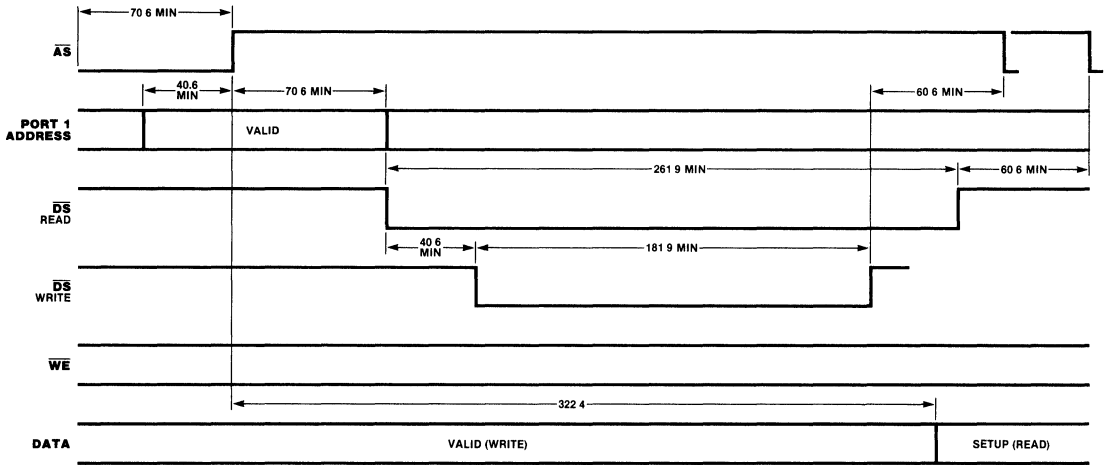 70 6 MIN
AS
40.6
MIN
70 6 MIN
60 6 MIN
PORT 1
ADDRESS
VALID
261 9 MIN
60 6 MIN
DS
READ
40 6
MIN
181 9 MIN
DS
WRITE
WE
322 4
DATA
VALID (WRITE)
SETUP (READ)